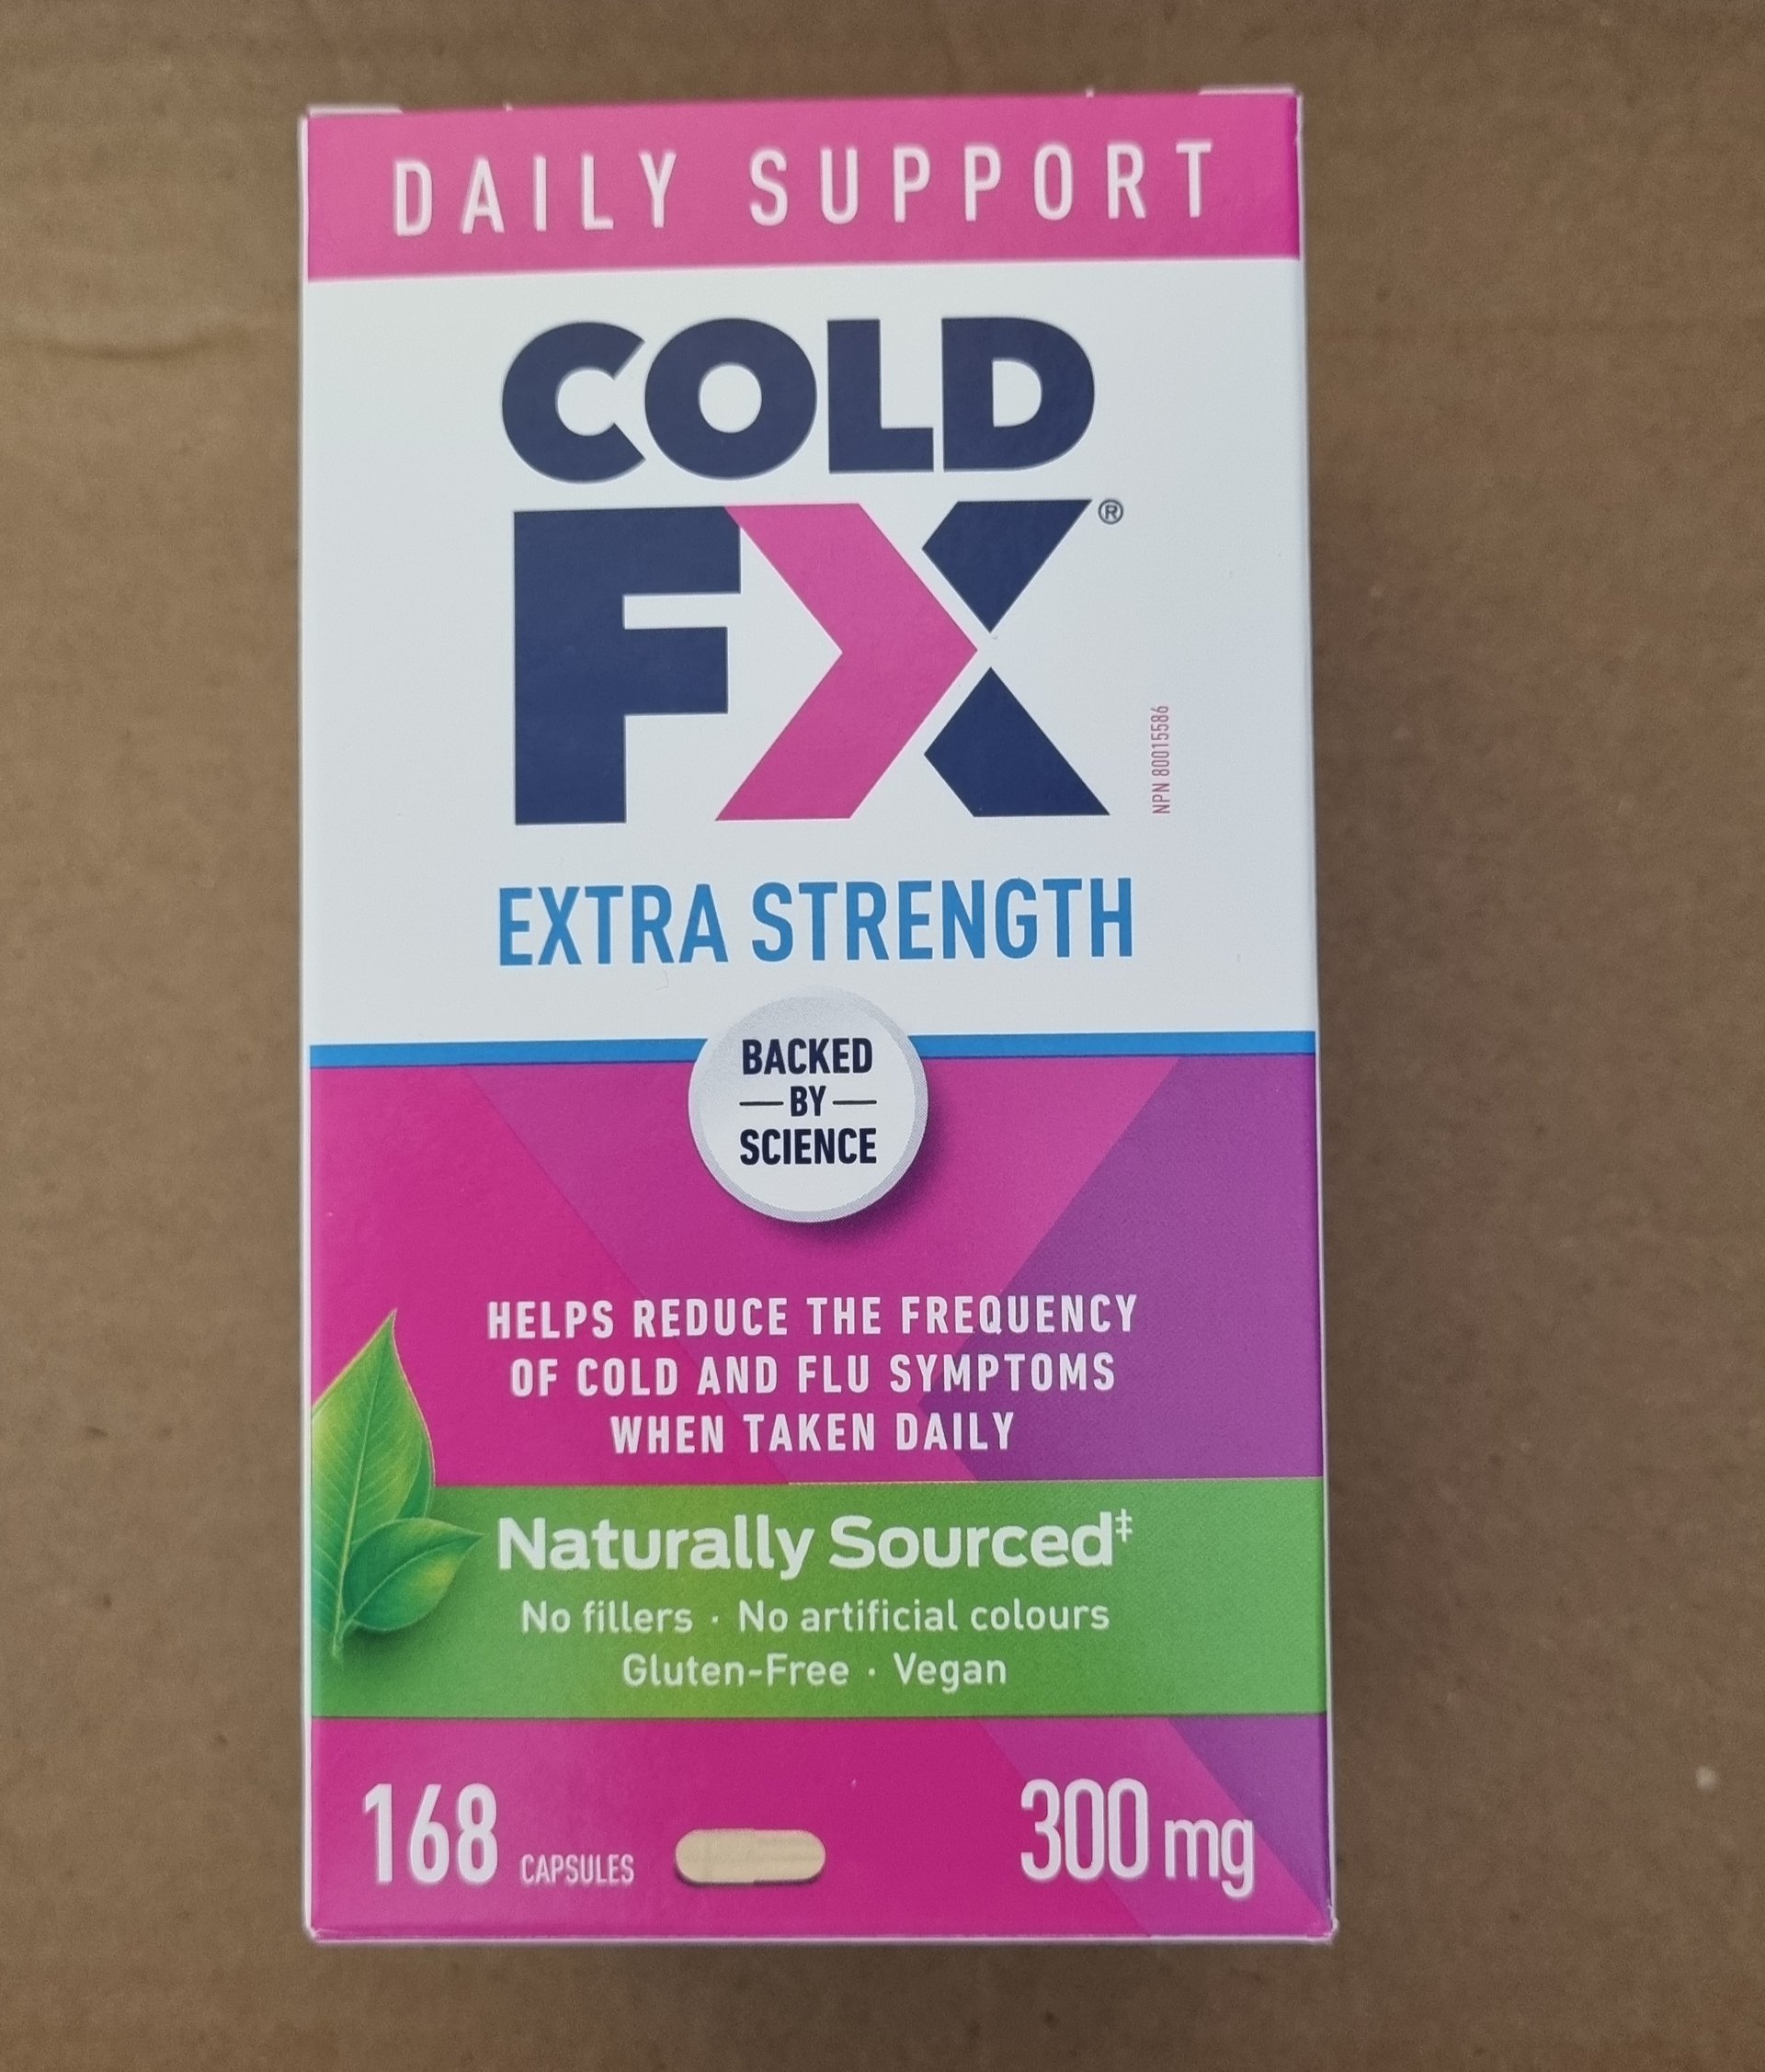 DAILY SUPPORT
COLD
FX®
NPN 80015586
EXTRA STRENGTH
BACKED
BY
SCIENCE
HELPS REDUCE THE FREQUENCY
OF COLD AND FLU SYMPTOMS
WHEN TAKEN DAILY
Naturally Sourced‡
No fillers · No artificial colours
Gluten-Free · Vegan
168 CAPSULES 300 mg